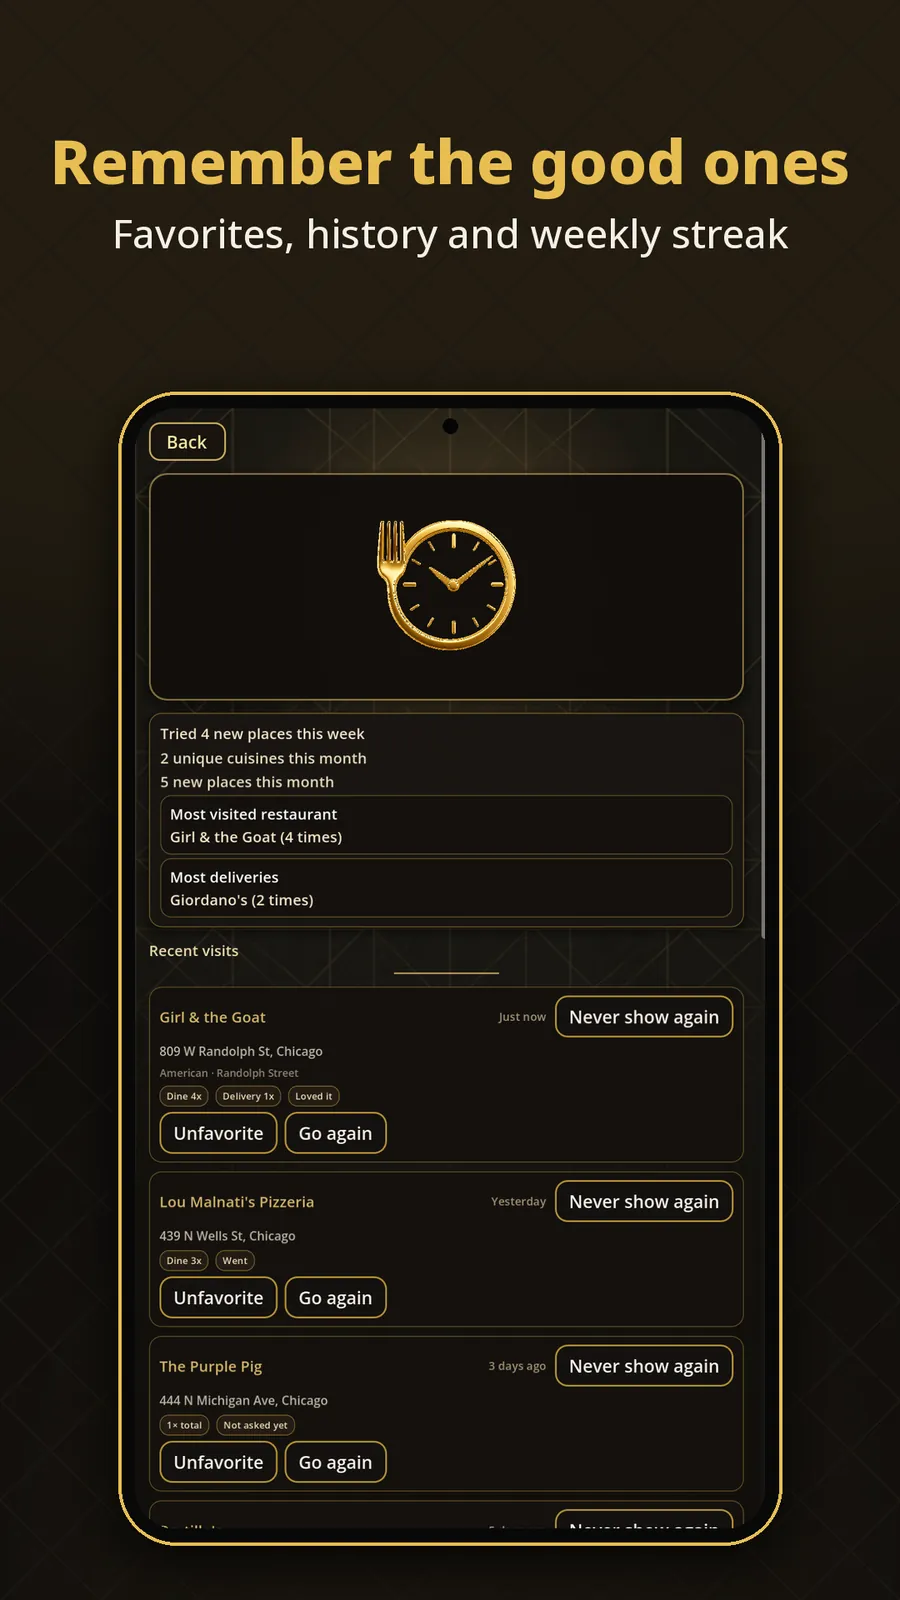 Remember the good ones
Favorites, history and weekly streak
Back
Tried 4 new places this week
2 unique cuisines this month
5 new places this month
Most visited restaurant
Girl & the Goat (4 times)
Most deliveries
Giordano's (2 times)
Recent visits
Girl & the Goat
Just now
Never show again
809 W Randolph St, Chicago
American · Randolph Street
Dine 4x
Delivery 1x
Loved it
Unfavorite
Go again
Lou Malnati's Pizzeria
Yesterday
Never show again
439 N Wells St, Chicago
Dine 3x
Went
Unfavorite
Go again
The Purple Pig
3 days ago
Never show again
444 N Michigan Ave, Chicago
1× total
Not asked yet
Unfavorite
Go again
Never show again